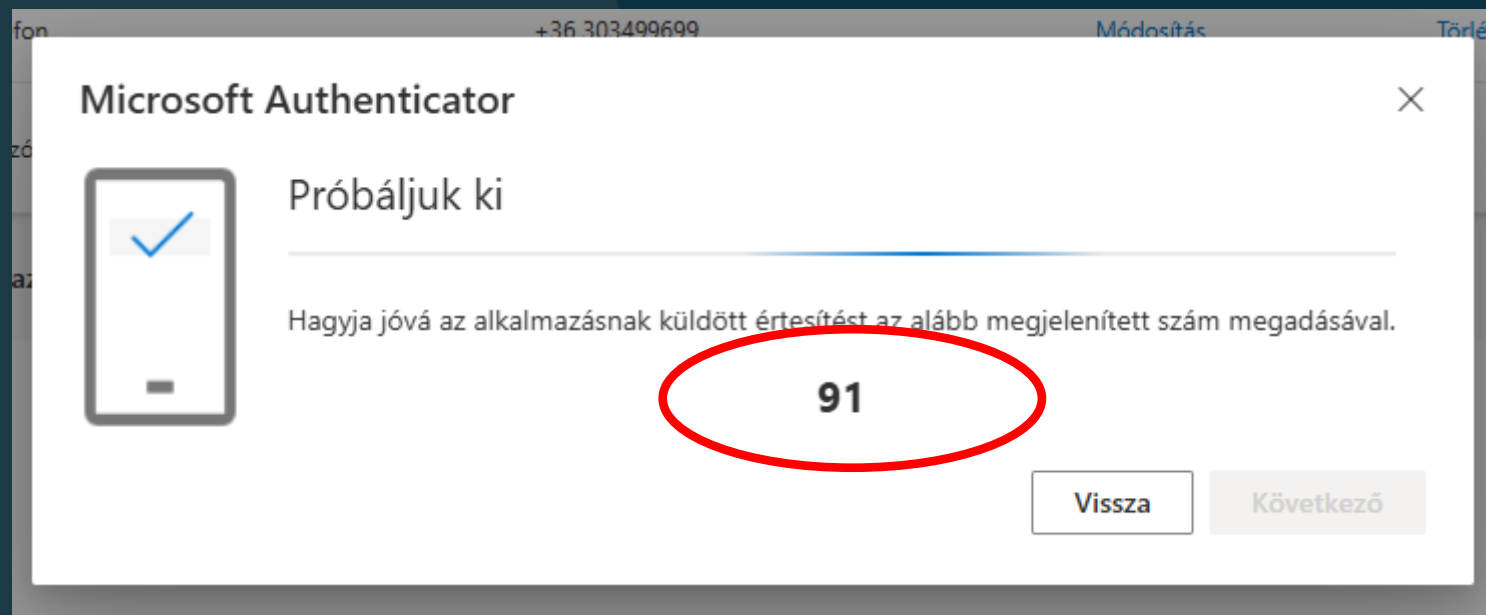 +36 303499699 Módosítás
Microsoft Authenticator
Próbáljuk ki
Hagyja jóvá az alkalmazásnak küldött értesítést az alább megjelenített szám megadásával.
91
Vissza Következő